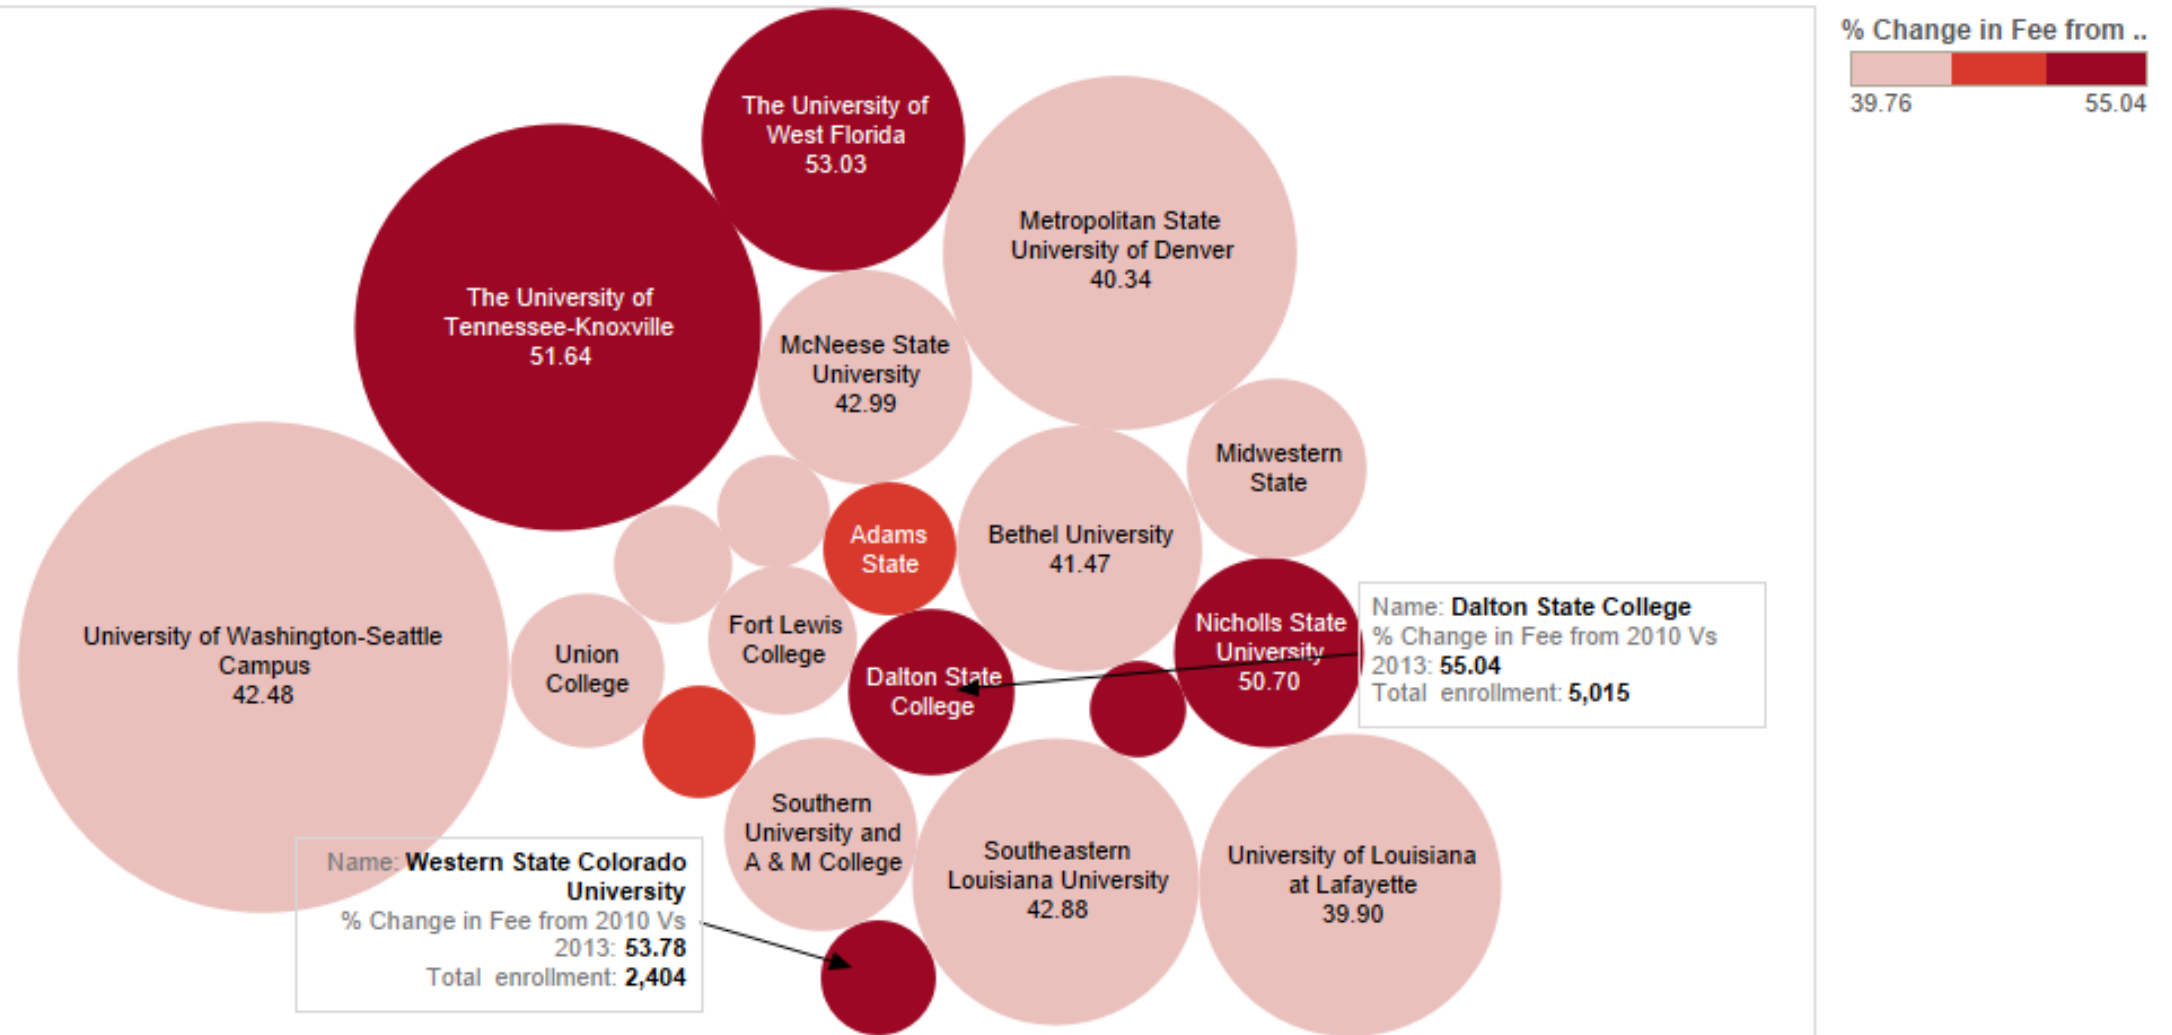 % Change in Fee from ..
39.76 55.04
The University of
West Florida
53.03
Metropolitan State
University of Denver
40.34
The University of
Tennessee-Knoxville
51.64
McNeese State
University
42.99
Midwestern
State
Adams
State
Bethel University
41.47
University of Washington-Seattle
Campus
42.48
Union
College
Fort Lewis
College
Dalton State
College
Nicholls State
University
50.70
Name: Dalton State College
% Change in Fee from 2010 Vs
2013: 55.04
Total enrollment: 5,015
Southern
University and
A & M College
Southeastern
Louisiana University
42.88
University of Louisiana
at Lafayette
39.90
Name: Western State Colorado
University
% Change in Fee from 2010 Vs
2013: 53.78
Total enrollment: 2,404